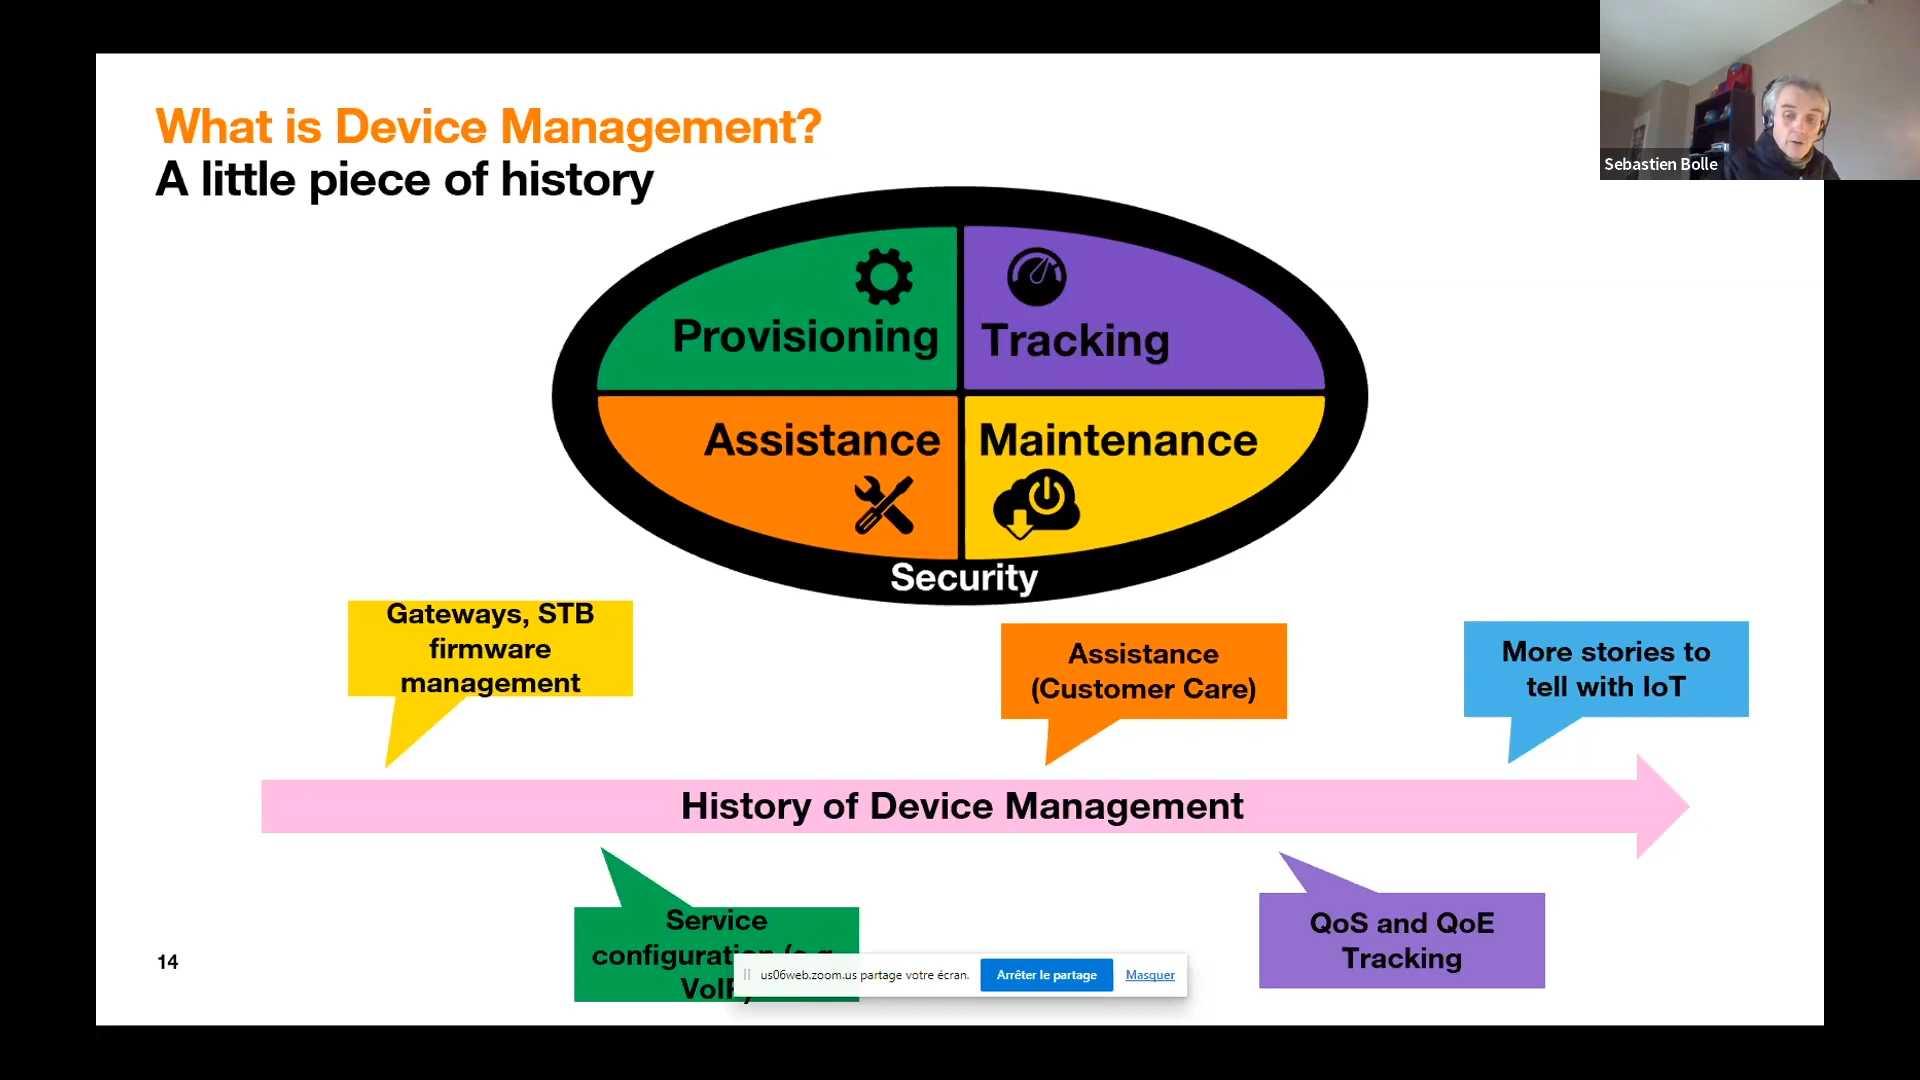 What is Device Management?
A little piece of history
Sebastien Bolle
Provisioning
Tracking
Assistance
Maintenance
Security
Gateways, STB
firmware
management
Assistance
(Customer Care)
More stories to
tell with IoT
History of Device Management
Service
configuration (e.g.
VoIP)
QoS and QoE
Tracking
14
us06web.zoom.us partage votre écran.
Arrêter le partage
Masquer